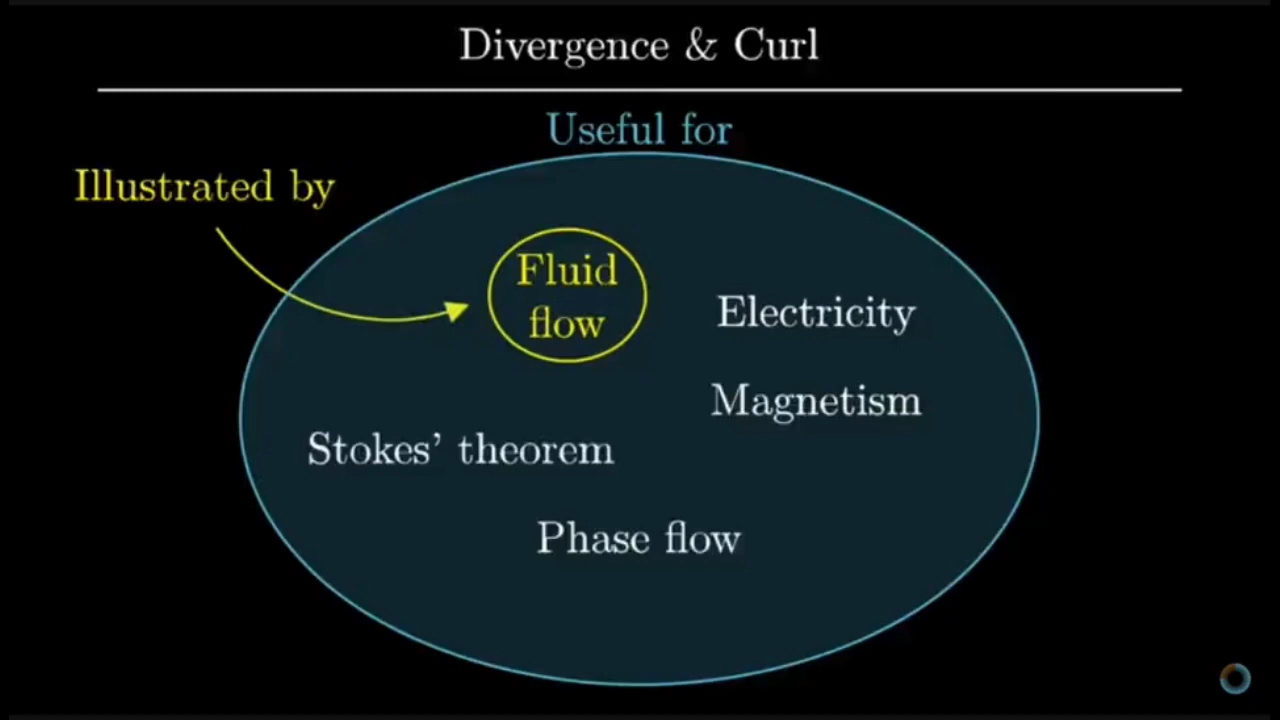 Divergence & Curl
Useful for
Illustrated by
Fluid
flow
Electricity
Magnetism
Stokes’ theorem
Phase flow